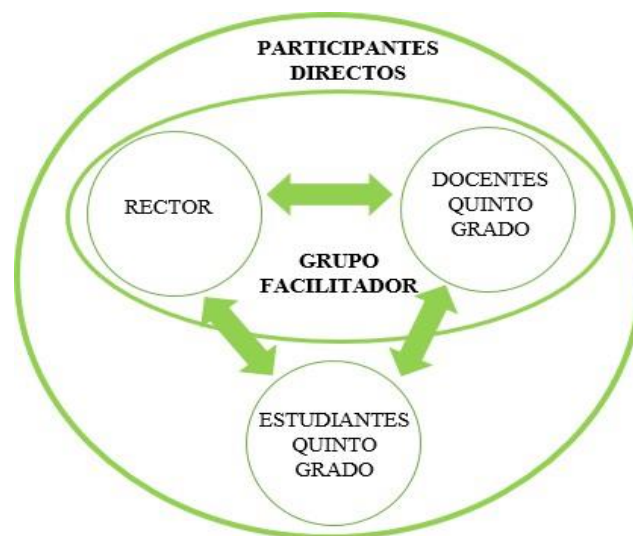 PARTICIPANTES
DIRECTOS
RECTOR
DOCENTES
QUINTO
GRADO
GRUPO
FACILITADOR
ESTUDIANTES
QUINTO
GRADO